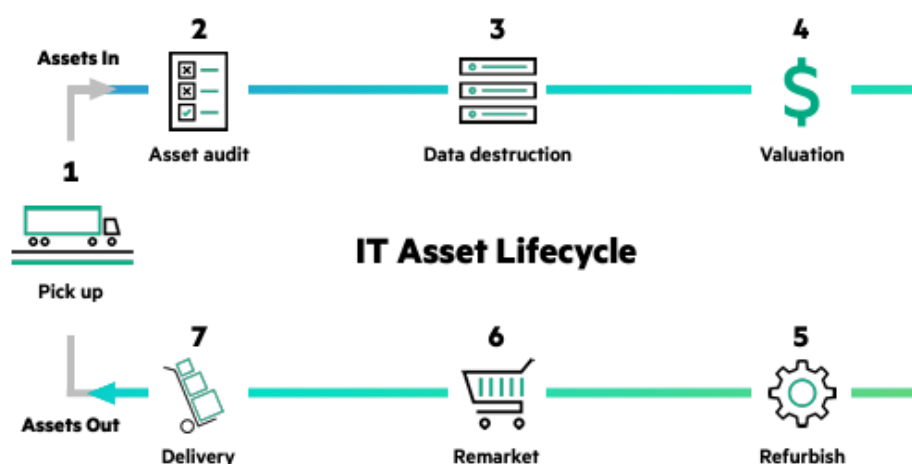 2
3
4
Assets In
Asset audit
Data destruction
Valuation
1
IT Asset Lifecycle
Pick up
7
6
5
Assets Out
Delivery
Remarket
Refurbish